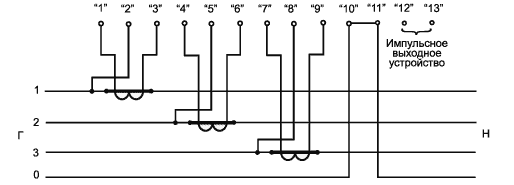 “1” “2” “3” “4” “5” “6” “7” “8” “9” “10” “11” “12” “13”
Импульсное
выходное
устройство
1
2
Г
Н
3
0